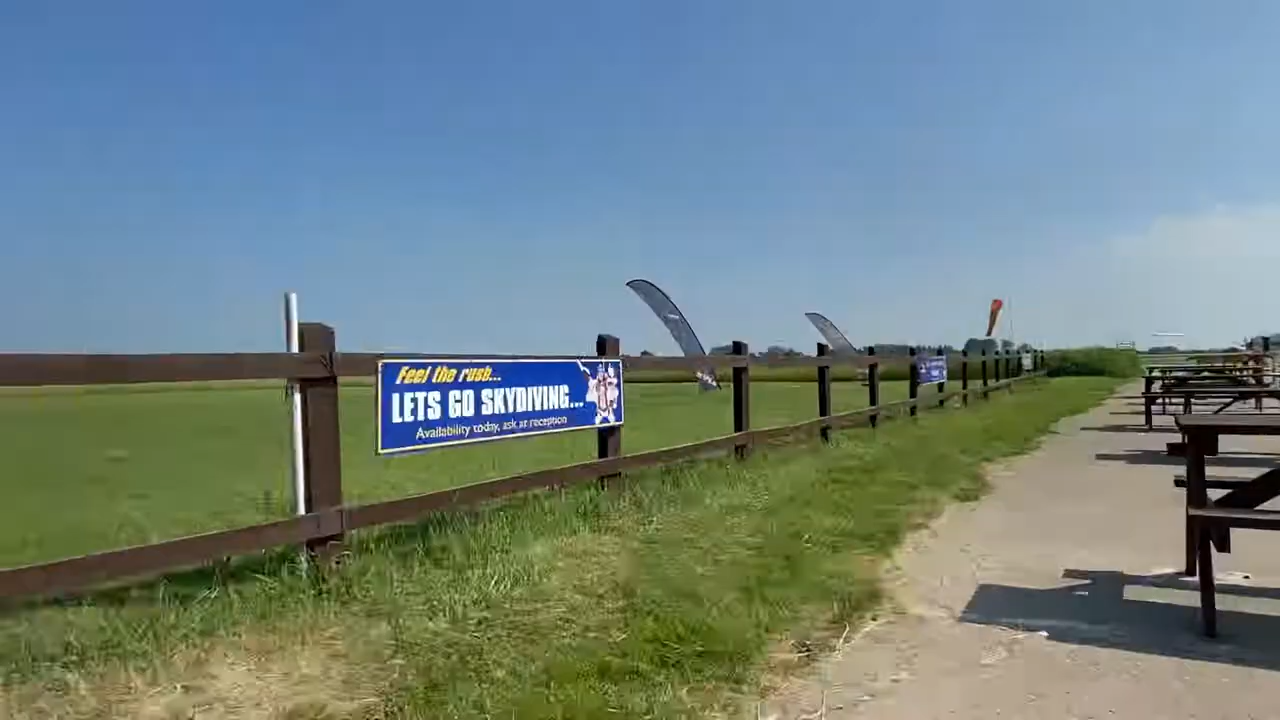 Feel the rush...
LETS GO SKYDIVING...
Availability today, ask at reception